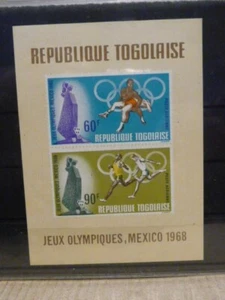 REPUBLIQUE TOGOLAISE
60f
REPUBLIQUE TOGOLAISE
90f
REPUBLIQUE TOGOLAISE
JEUX OLYMPIQUES, MEXICO 1968